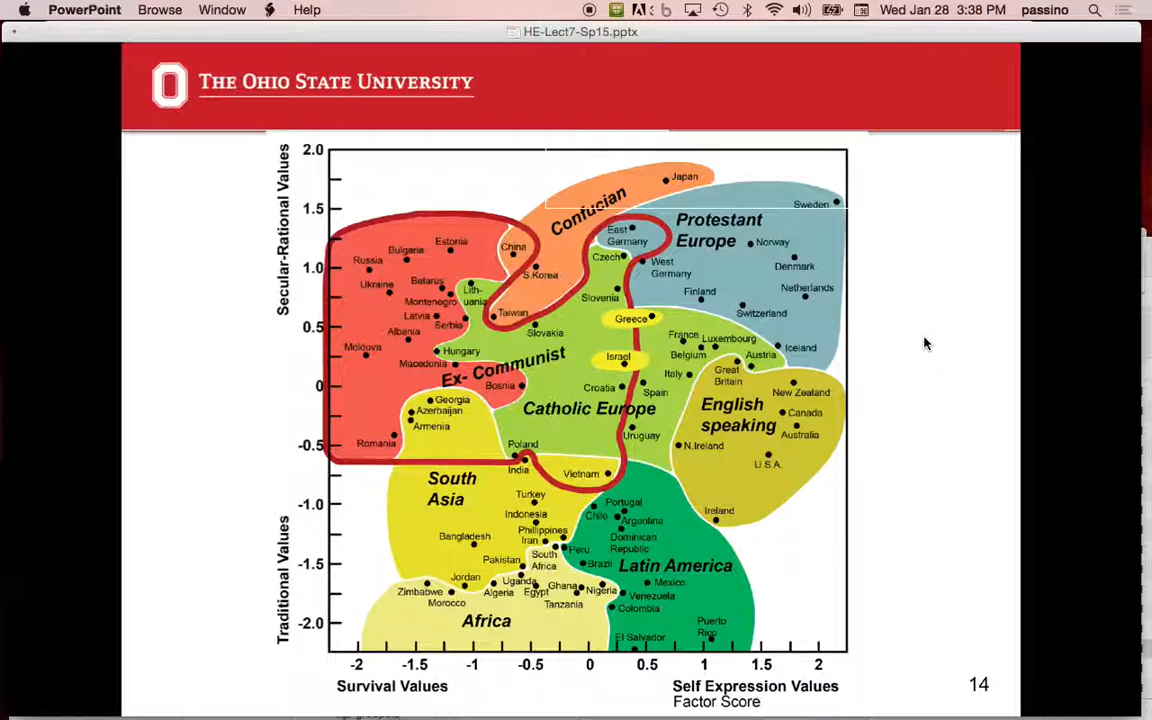 PowerPoint Browse Window Help Wed Jan 28 3:38 PM passino
HE-Lect7-Sp15.pptx
THE OHIO STATE UNIVERSITY
Secular-Rational Values
Traditional Values
2.0
1.5
1.0
0.5
0
-0.5
-1.0
-1.5
-2.0
Japan
Confucian
Sweden
Protestant
Europe
East
Germany
Norway
China
Estonia
Bulgaria
Russia
Czech
West
Germany
Denmark
S.Korea
Ukraine
Belarus
Lith-
uania
Montenegro
Slovenia
Finland
Netherlands
Switzerland
Taiwan
Latvia
Serbia
Slovakia
Greece
Albania
France
Luxembourg
Iceland
Moldova
Hungary
Macedonia
Israel
Belgium
Austria
Ex- Communist
Bosnia
Croatia
Spain
Italy
Great
Britain
New Zealand
Georgia
Azerbaijan
Armenia
Catholic Europe
English
speaking
Canada
Australia
Romania
Uruguay
N.Ireland
U.S.A.
Poland
India
Vietnam
South
Asia
Turkey
Indonesia
Portugal
Chile
Argentina
Ireland
Phillippines
Dominican
Republic
Bangladesh
Iran
Peru
South
Africa
Pakistan
Brazil
Latin America
Jordan
Uganda
Zimbabwe
Morocco
Algeria
Egypt
Ghana
Tanzania
Nigeria
Mexico
Venezuela
Colombia
Africa
El Salvador
Puerto
Rico
-2 -1.5 -1 -0.5 0 0.5 1 1.5 2
Survival Values
Self Expression Values
Factor Score
14